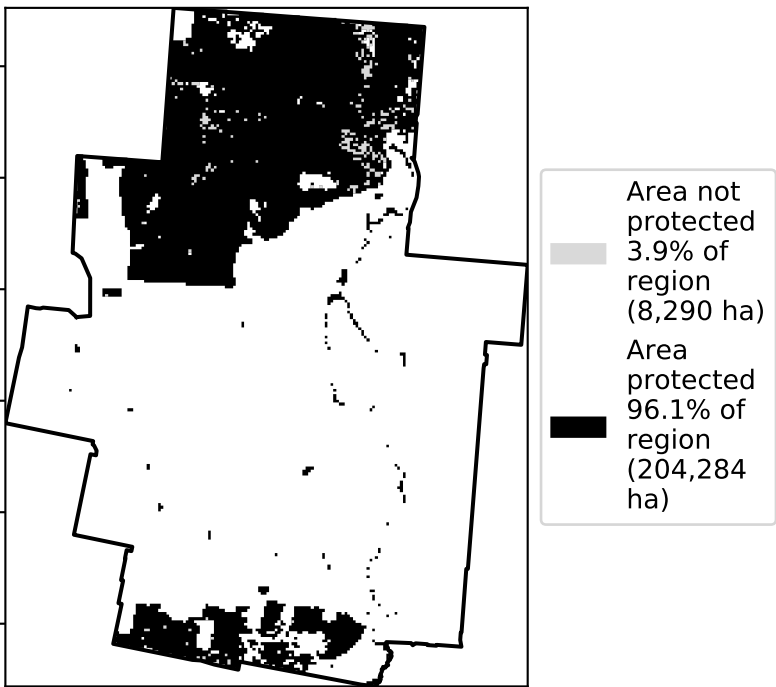 Area not
protected
3.9% of
region
(8,290 ha)
Area
protected
96.1% of
region
(204,284
ha)